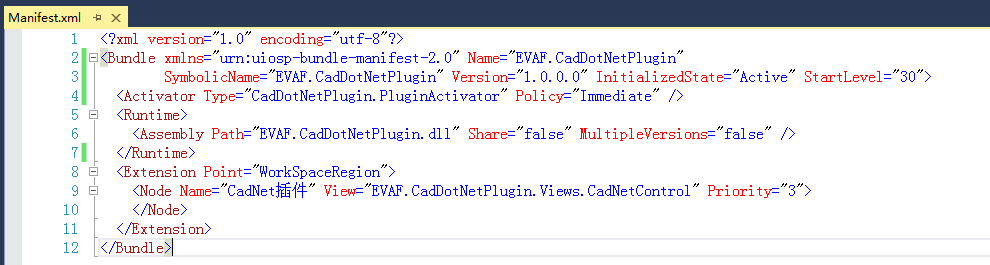 Manifest.xml
1 <?xml version="1.0" encoding="utf-8"?>
2 <Bundle xmlns="urn:uiosp-bundle-manifest-2.0" Name="EVAF.CadDotNetPlugin"
3 SymbolicName="EVAF.CadDotNetPlugin" Version="1.0.0.0" InitializedState="Active" StartLevel="30">
4 <Activator Type="CadDotNetPlugin.PluginActivator" Policy="Immediate" />
5 <Runtime>
6 <Assembly Path="EVAF.CadDotNetPlugin.dll" Share="false" MultipleVersions="false" />
7 </Runtime>
8 <Extension Point="WorkSpaceRegion">
9 <Node Name="CadNet插件" View="EVAF.CadDotNetPlugin.Views.CadNetControl" Priority="3">
10 </Node>
11 </Extension>
12 </Bundle>